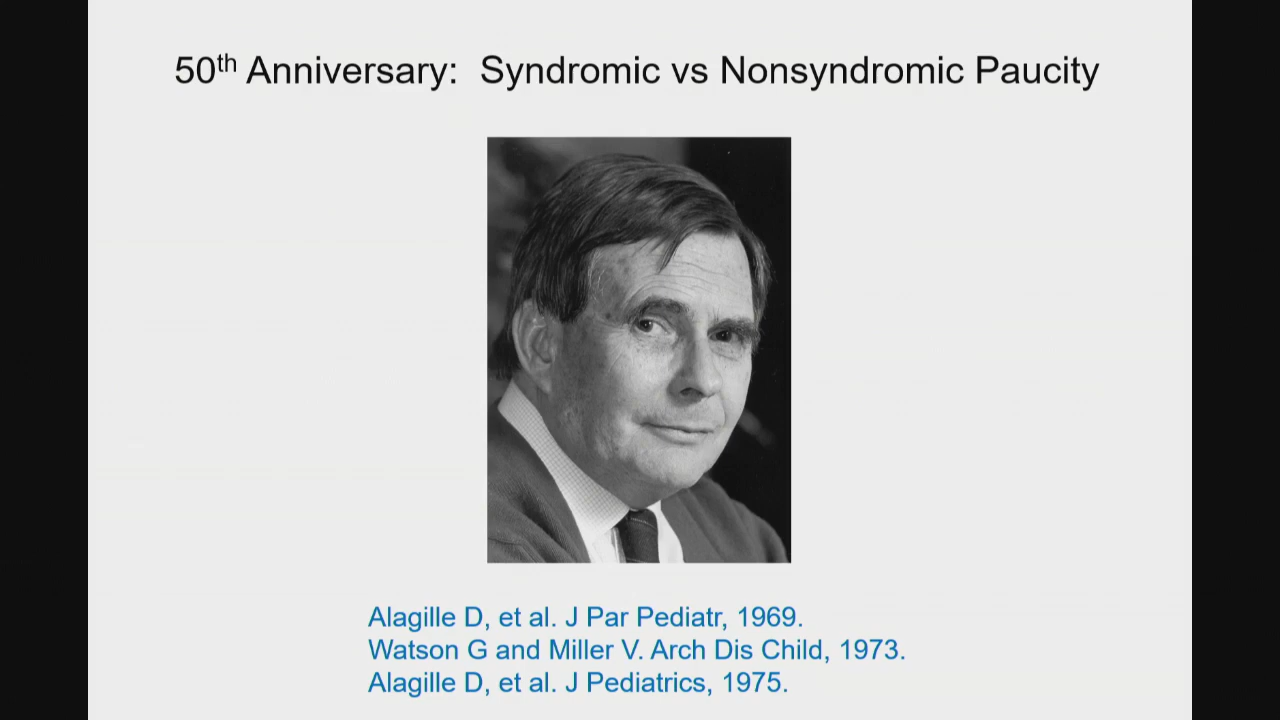 50th Anniversary: Syndromic vs Nonsyndromic Paucity
Alagille D, et al. J Par Pediatr, 1969.
Watson G and Miller V. Arch Dis Child, 1973.
Alagille D, et al. J Pediatrics, 1975.